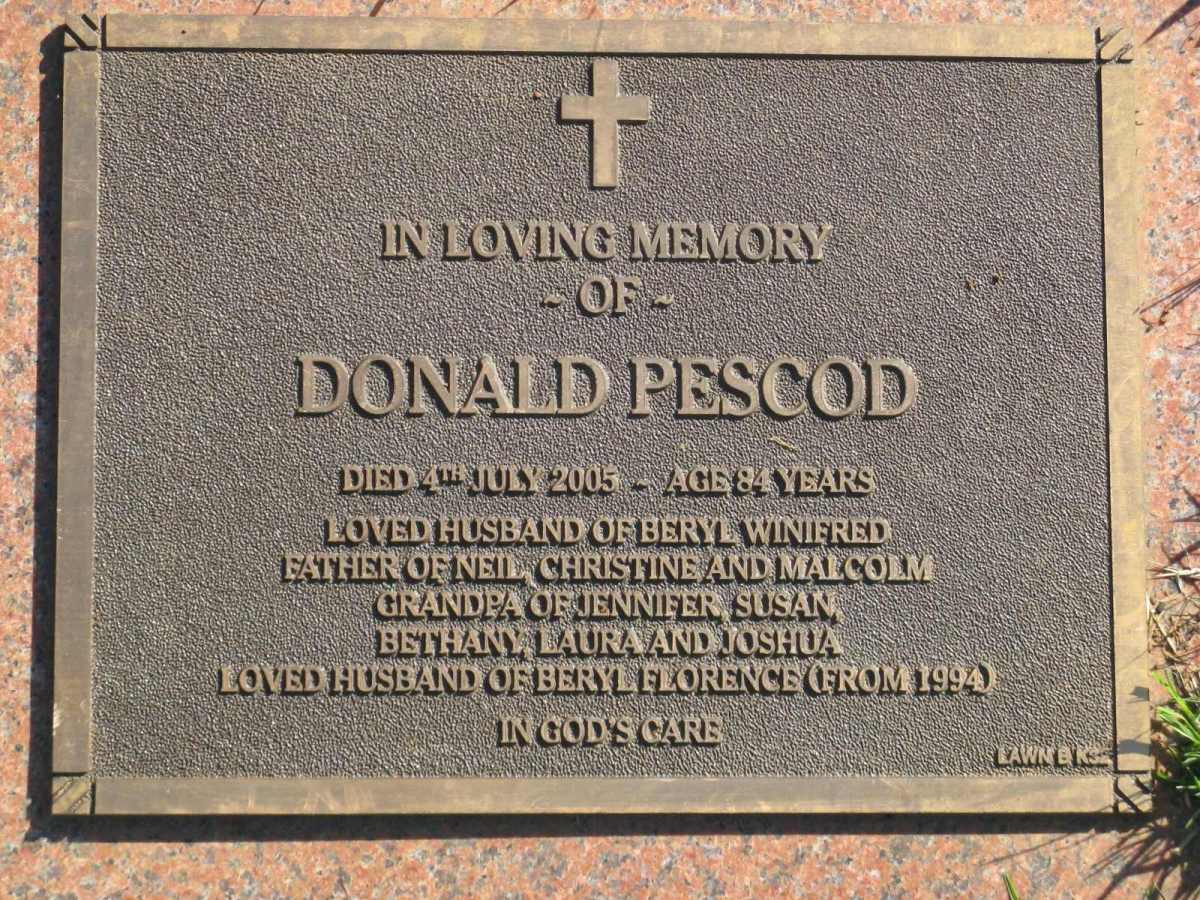 IN LOVING MEMORY
~ OF ~
DONALD PESCOD
DIED 4TH JULY 2005 ~ AGE 84 YEARS
LOVED HUSBAND OF BERYL WINIFRED
FATHER OF NEIL, CHRISTINE AND MALCOLM
GRANDPA OF JENNIFER, SUSAN,
BETHANY, LAURA AND JOSHUA
LOVED HUSBAND OF BERYL FLORENCE (FROM 1994)
IN GOD'S CARE
LAWN B